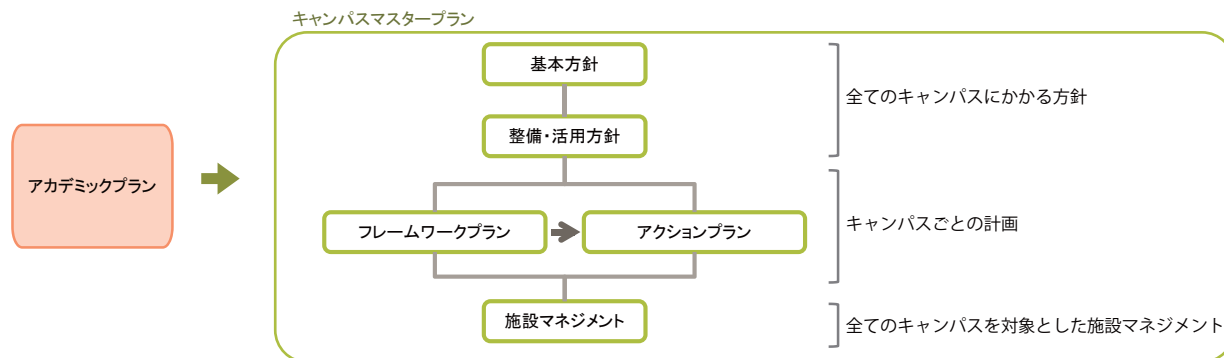 キャンパスマスタープラン
基本方針
全てのキャンパスにかかる方針
整備・活用方針
アカデミックプラン
フレームワークプラン
アクションプラン
キャンパスごとの計画
施設マネジメント
全てのキャンパスを対象とした施設マネジメント